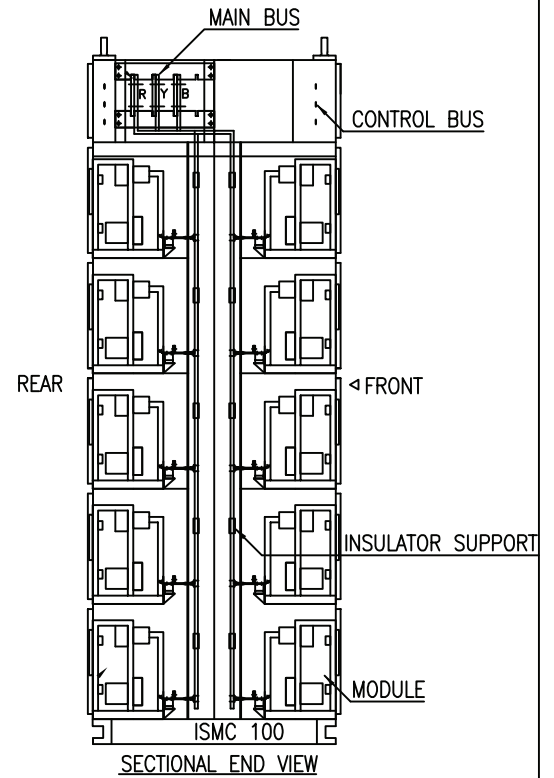 MAIN BUS
R Y B
CONTROL BUS
REAR
FRONT
INSULATOR SUPPORT
MODULE
ISMC 100
SECTIONAL END VIEW